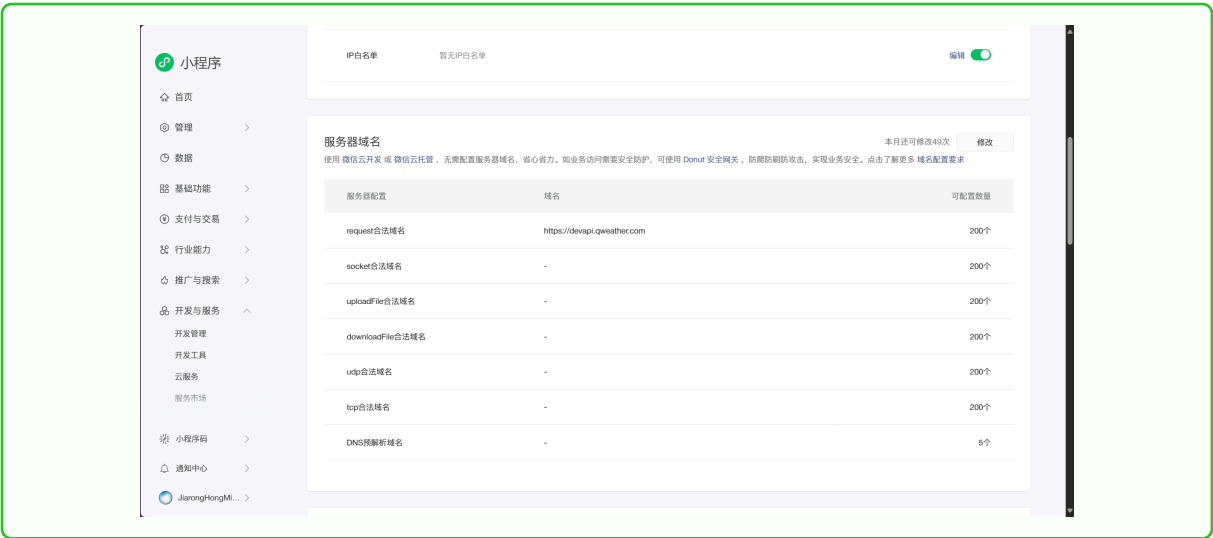 小程序
首页
管理
数据
基础功能
支付与交易
行业能力
推广与搜索
开发与服务
开发管理
开发工具
云服务
服务市场
小程序码
通知中心
JiarongHongMi...
IP白名单 暂无IP白名单 编辑
服务器域名 本月还可修改49次 修改
使用 微信云开发 或 微信云托管 ，无需配置服务器域名，省心省力。如业务访问需要安全防护，可使用 Donut 安全网关 ，防爬防刷防攻击，实现业务安全。点击了解更多 域名配置要求
服务器配置 域名 可配置数量
request合法域名 https://devapi.qweather.com 200个
socket合法域名 - 200个
uploadFile合法域名 - 200个
downloadFile合法域名 - 200个
udp合法域名 - 200个
tcp合法域名 - 200个
DNS预解析域名 - 5个